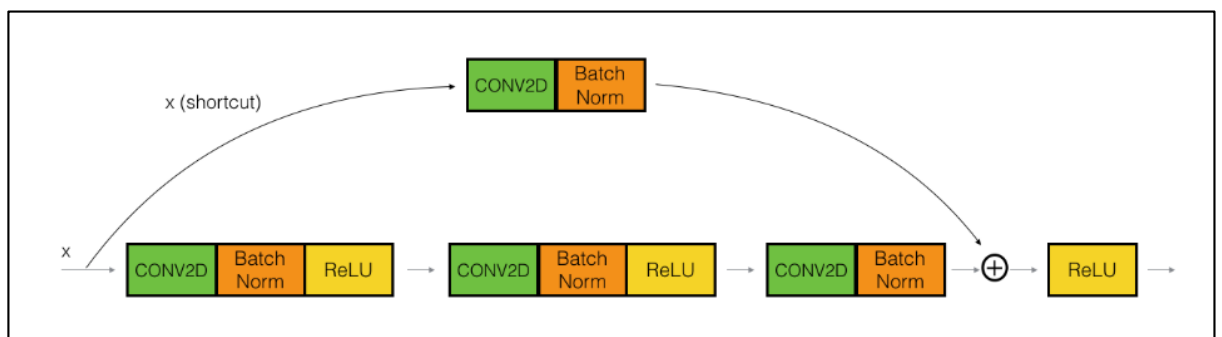 CONV2D
Batch
Norm
x (shortcut)
x
CONV2D
Batch
Norm
ReLU
CONV2D
Batch
Norm
ReLU
CONV2D
Batch
Norm
ReLU